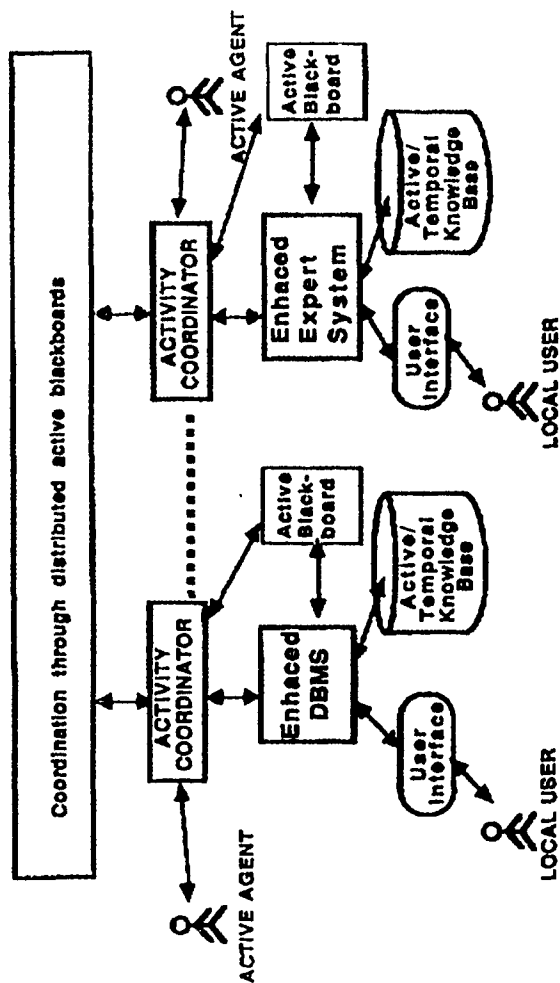 Coordination through distributed active blackboards
ACTIVITY
COORDINATOR
ACTIVE AGENT
Enhaced
DBMS
Active
Black-
board
Active/
Temporal
Knowledge
Base
User
Interface
LOCAL USER
ACTIVITY
COORDINATOR
ACTIVE AGENT
Enhaced
Expert
System
Active
Black-
board
Active/
Temporal
Knowledge
Base
User
Interface
LOCAL USER